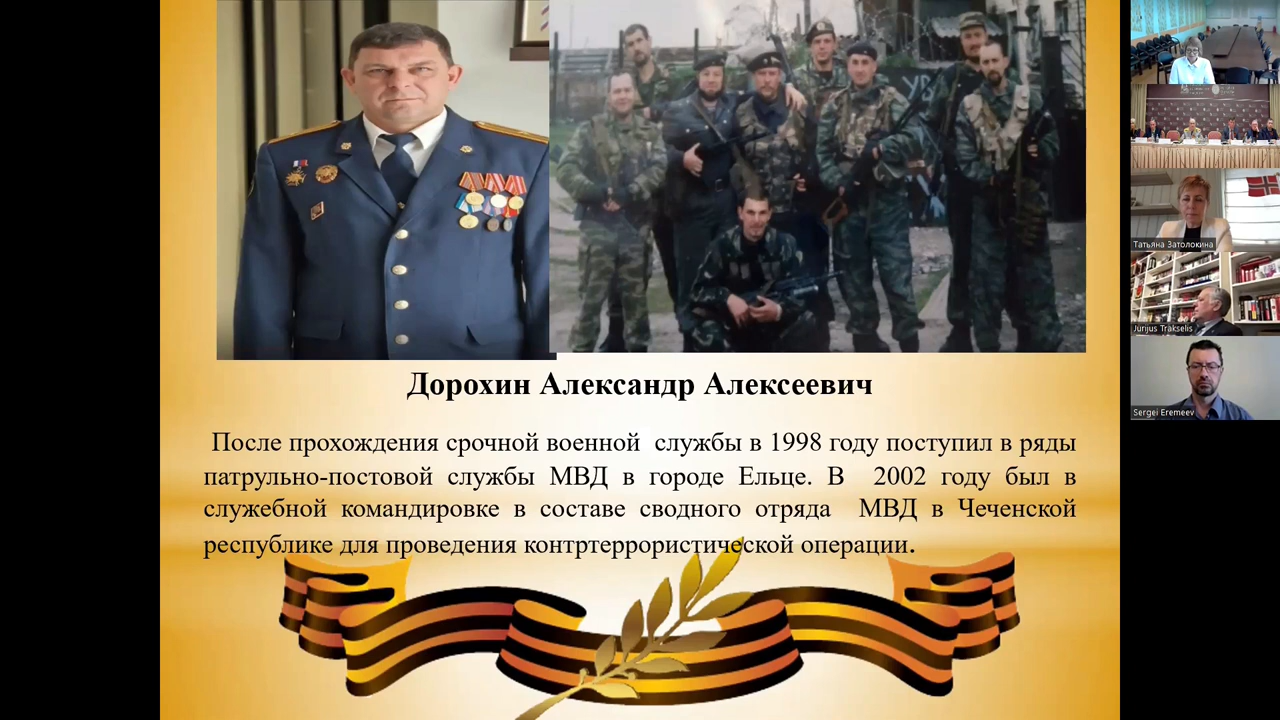 УВ
Дорохин Александр Алексеевич
После прохождения срочной военной службы в 1998 году поступил в ряды
патрульно-постовой службы МВД в городе Ельце. В 2002 году был в
служебной командировке в составе сводного отряда МВД в Чеченской
республике для проведения контртеррористической операции.
Татьяна Затолокина
Jurijus Trakselis
Sergei Eremeev